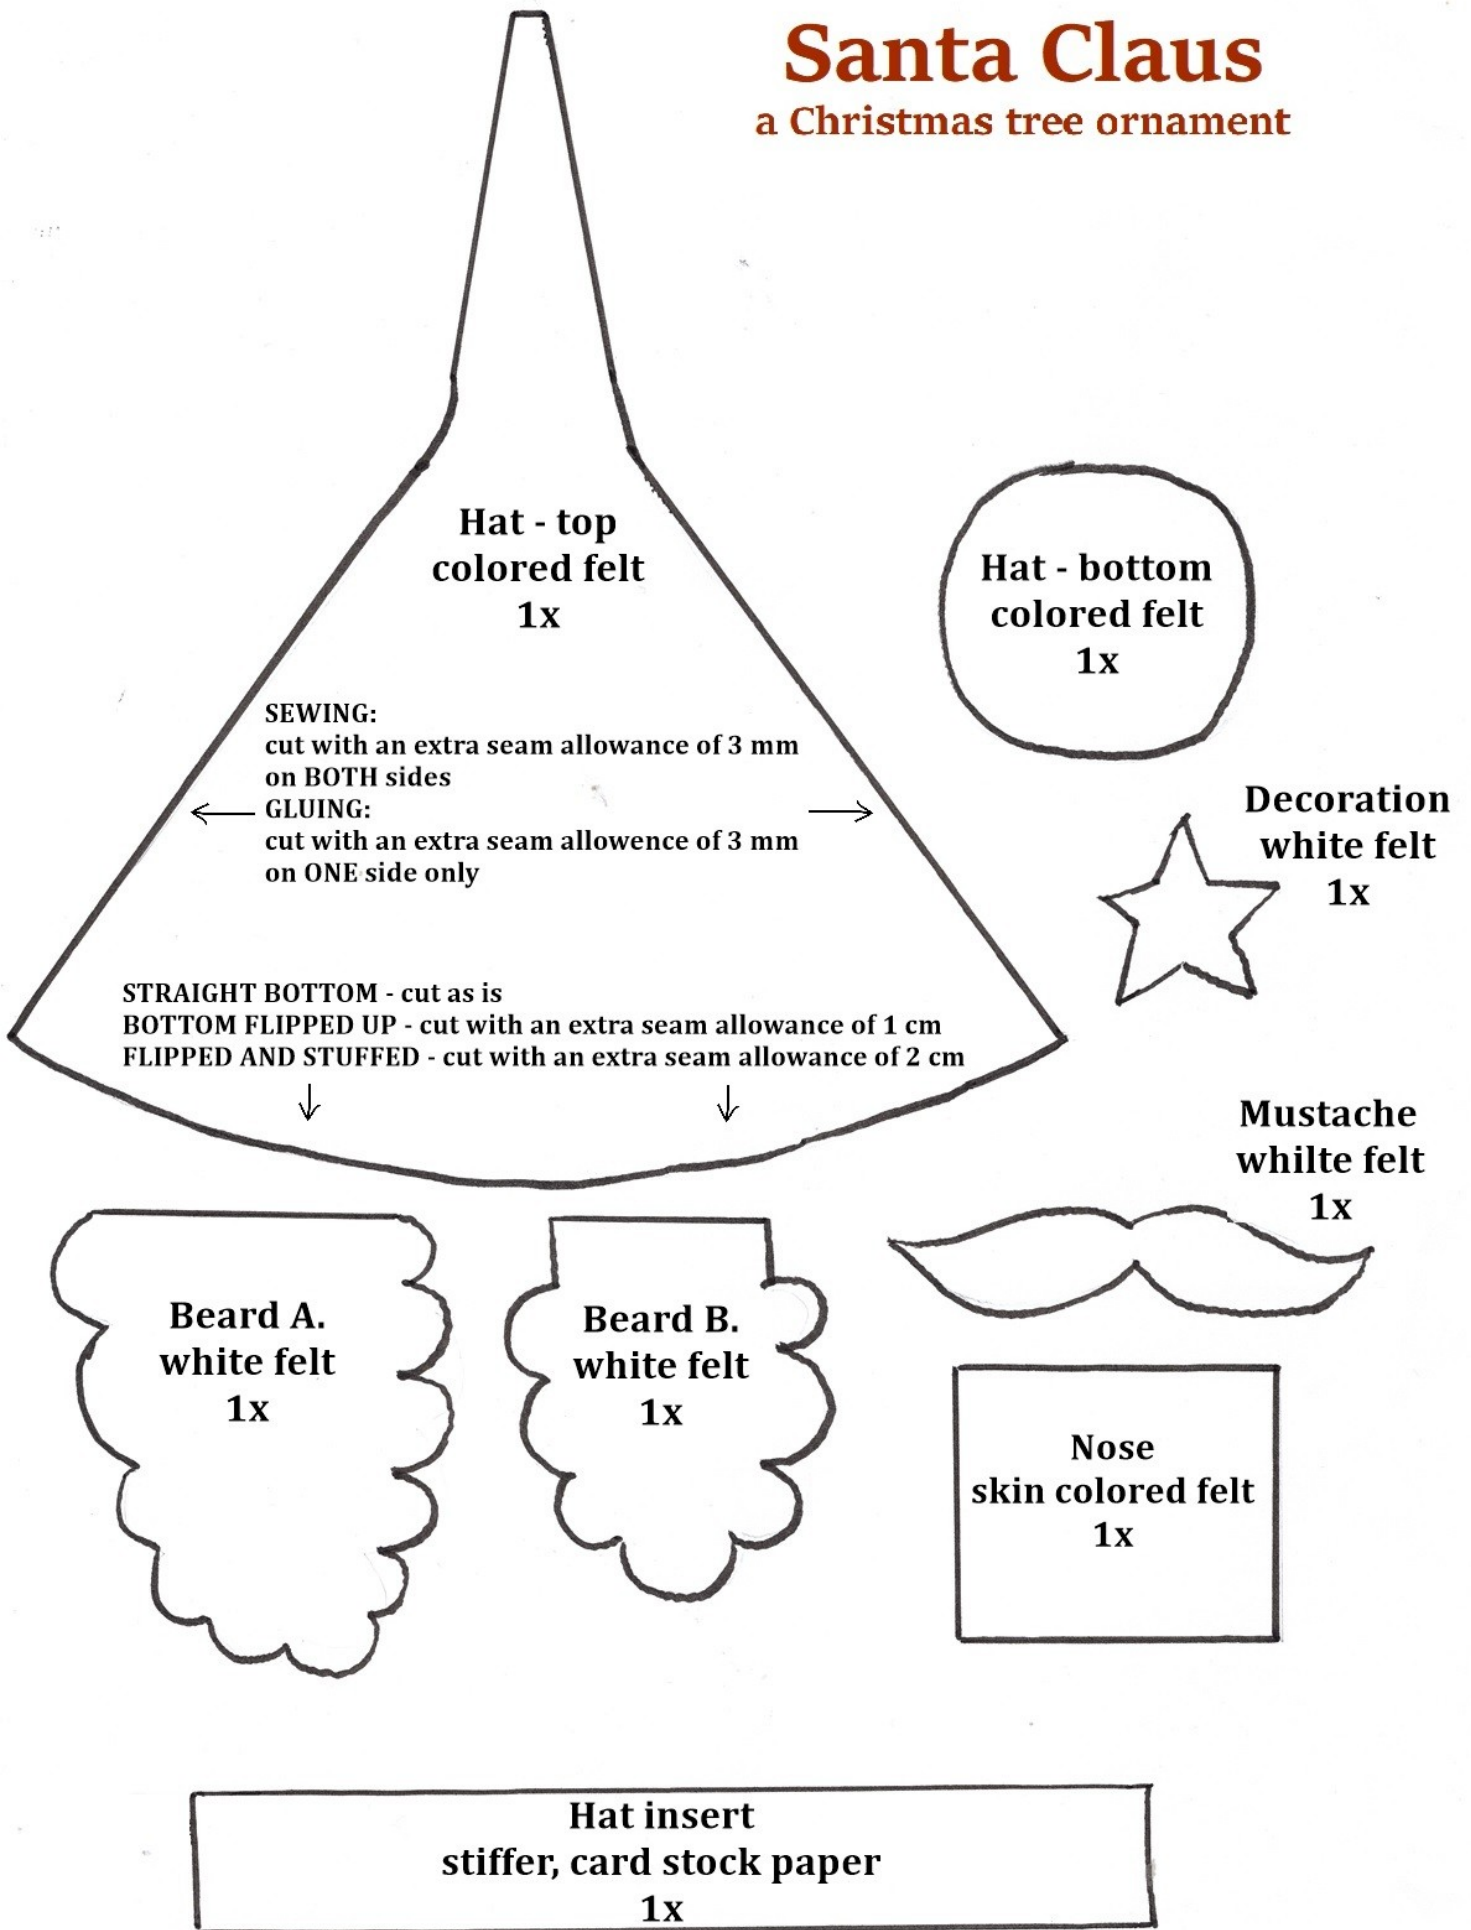 Santa Claus
a Christmas tree ornament
Hat - top
colored felt
1x
Hat - bottom
colored felt
1x
SEWING:
cut with an extra seam allowance of 3 mm
on BOTH sides
GLUING:
cut with an extra seam allowence of 3 mm
on ONE side only
Decoration
white felt
1x
STRAIGHT BOTTOM - cut as is
BOTTOM FLIPPED UP - cut with an extra seam allowance of 1 cm
FLIPPED AND STUFFED - cut with an extra seam allowance of 2 cm
Mustache
whilte felt
1x
Beard A.
white felt
1x
Beard B.
white felt
1x
Nose
skin colored felt
1x
Hat insert
stiffer, card stock paper
1x